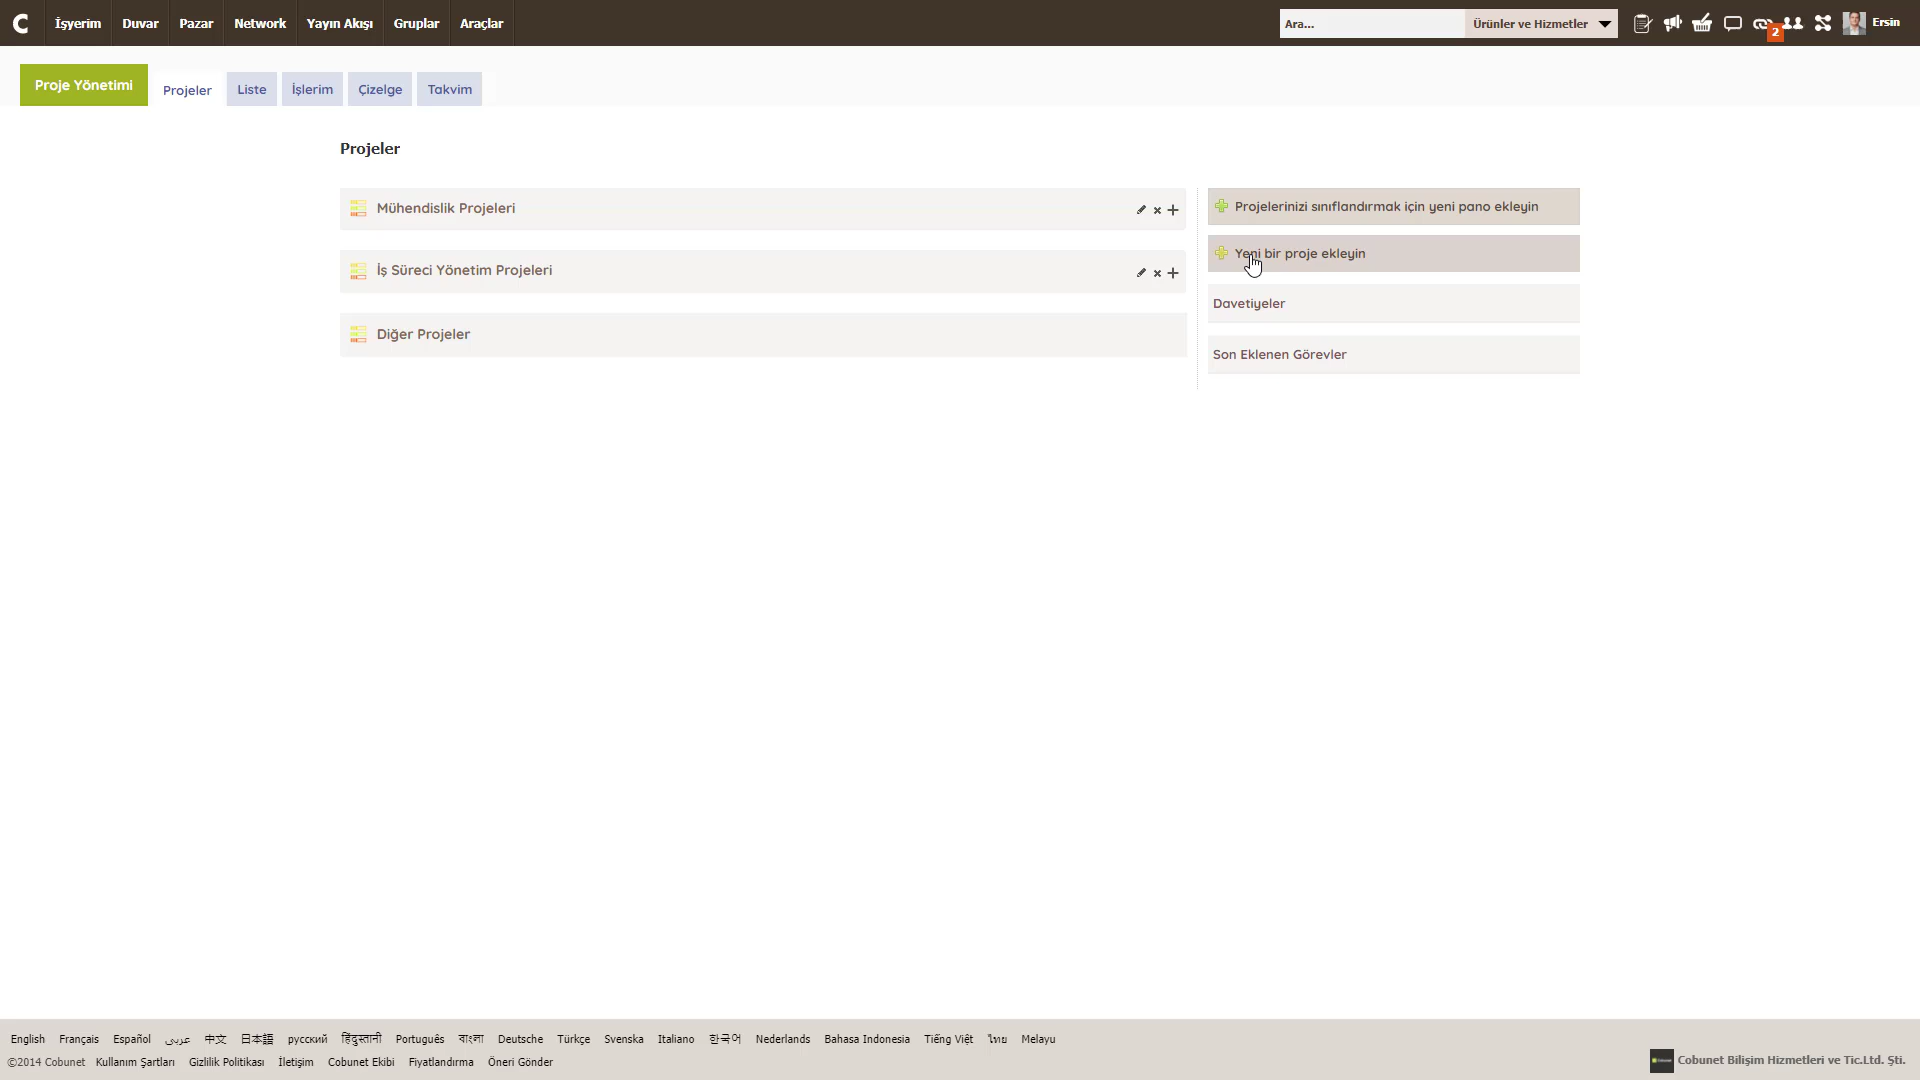 C İşyerim Duvar Pazar Network Yayın Akışı Gruplar Araçlar Ara... Ürünler ve Hizmetler 2 Ersin
Proje Yönetimi Projeler Liste İşlerim Çizelge Takvim
Projeler
Mühendislik Projeleri
İş Süreci Yönetim Projeleri
Diğer Projeler
Projelerinizi sınıflandırmak için yeni pano ekleyin
Yeni bir proje ekleyin
Davetiyeler
Son Eklenen Görevler
English Français Español عربى 中文 日本語 русский हिंदुस्तानी Português বাংলা Deutsche Türkçe Svenska Italiano 한국어 Nederlands Bahasa Indonesia Tiếng Việt ไทย Melayu
©2014 Cobunet Kullanım Şartları Gizlilik Politikası İletişim Cobunet Ekibi Fiyatlandırma Öneri Gönder
Cobunet Bilişim Hizmetleri ve Tic.Ltd. Şti.